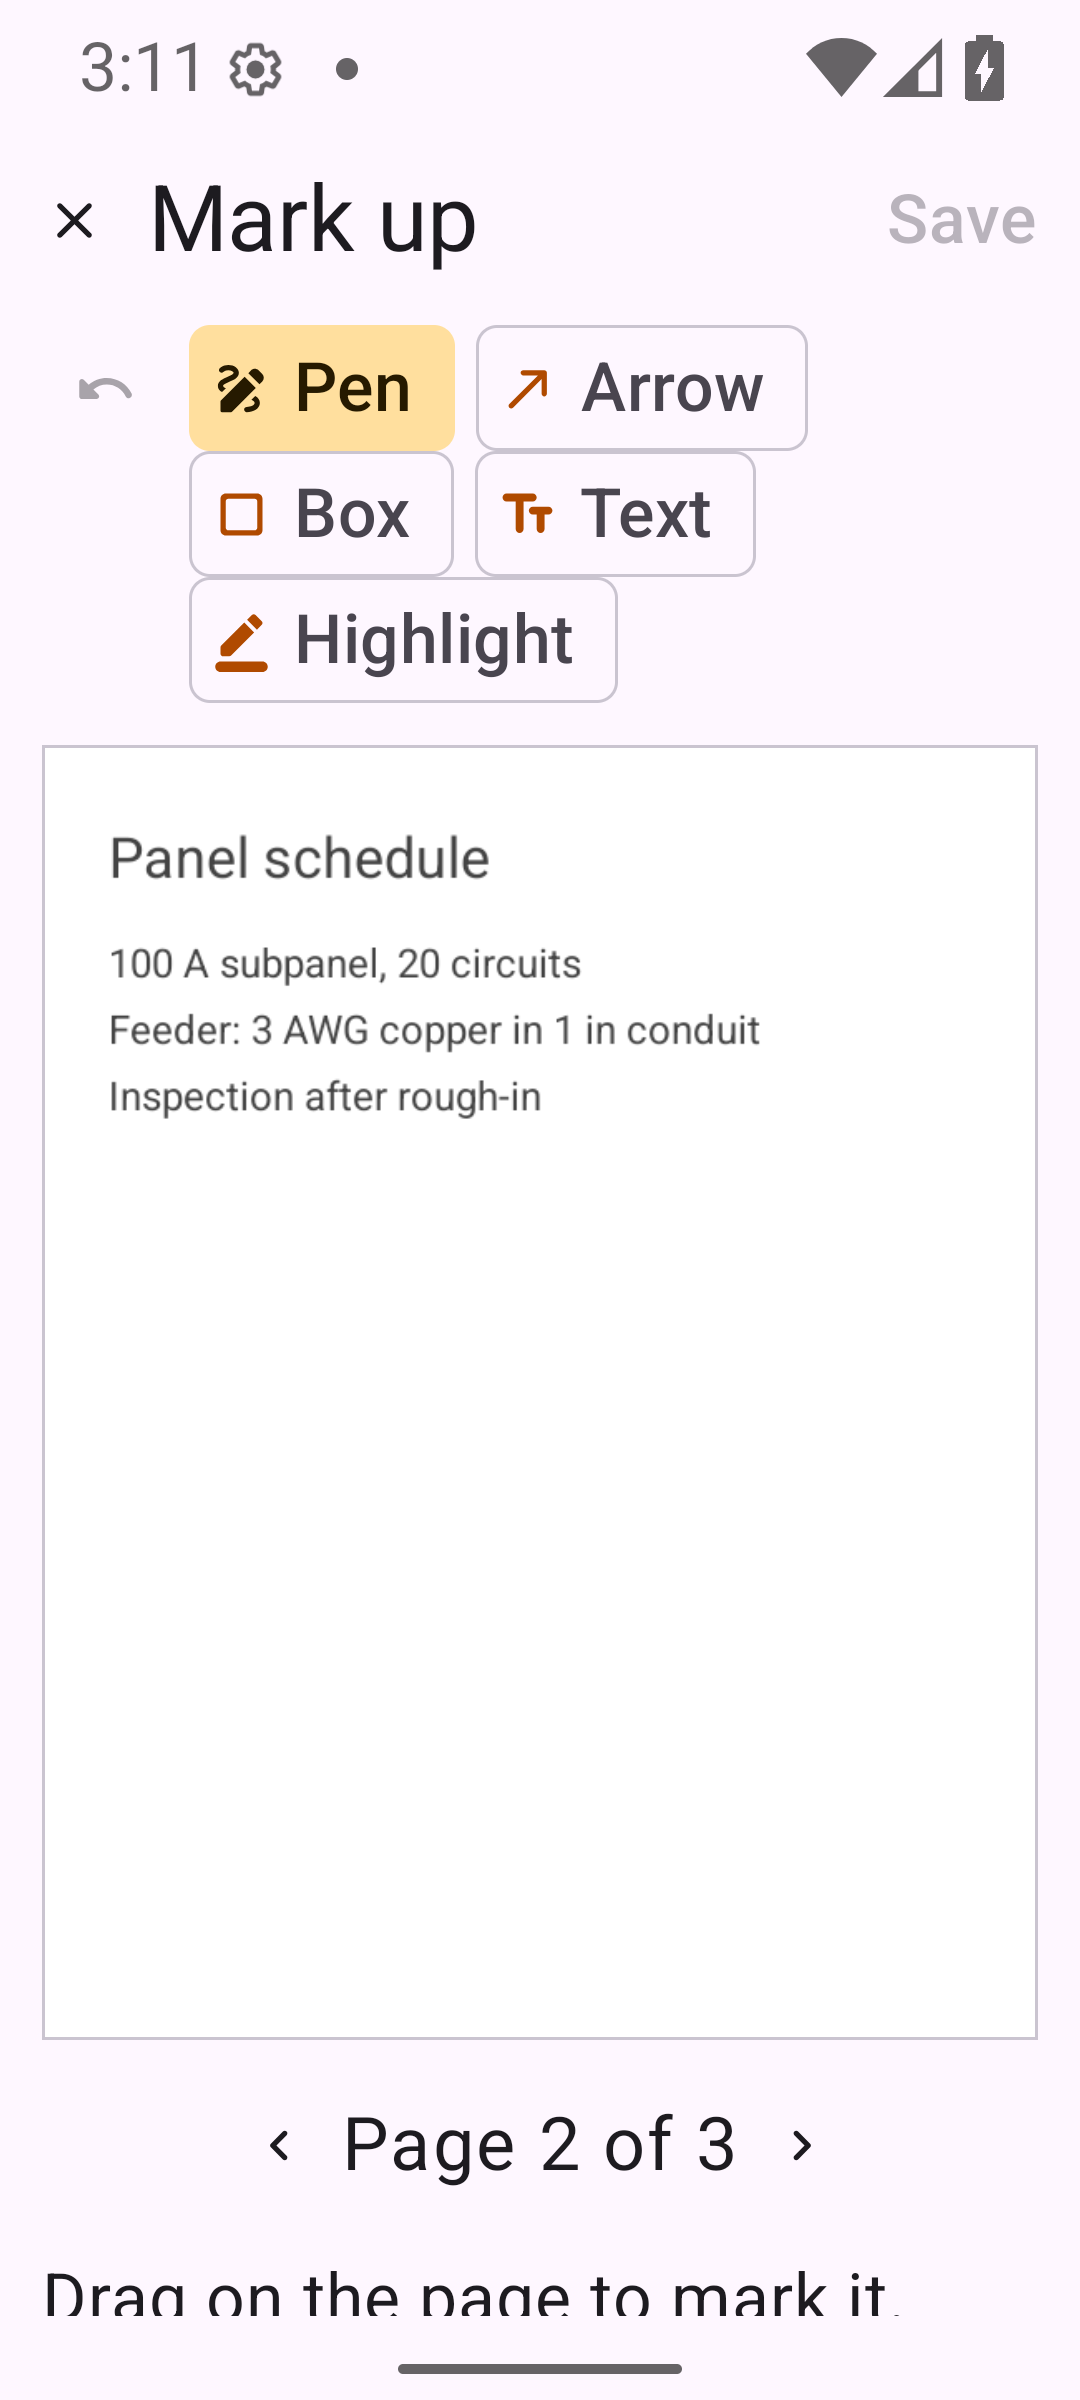 3:11
Mark up
Save
Pen
Arrow
Box
Text
Highlight
Panel schedule
100 A subpanel, 20 circuits
Feeder: 3 AWG copper in 1 in conduit
Inspection after rough-in
Page 2 of 3
Drag on the page to mark it.